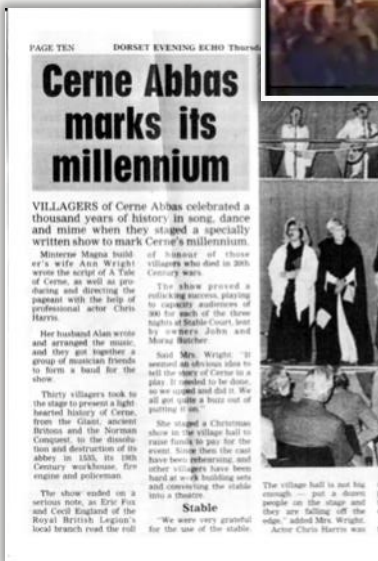 PAGE TEN
DORSET EVENING ECHO
Cerne Abbas
marks its
millennium
VILLAGERS of Cerne Abbas celebrated a
thousand years of history in song, dance
and mime when they staged a specially
written show to mark Cerne's millennium.
Minterne Magna build-
er's wife Ann Wright
wrote the script of A Tale
of Cerne, as well as pro-
ducing and directing the
pageant with the help of
professional actor Chris
Harris.
Her husband Alan wrote
and arranged the music,
and they got together a
group of musician friends
to form a band for the
show.
Thirty villagers took to
the stage to present a light-
hearted history of Cerne,
from the Giant, ancient
Britons and the Norman
Conquest, to the dissolu-
tion and destruction of its
abbey in 1535, its 19th
Century workhouse, fire
engine and policeman.
The show ended on a
serious note, as Eric Fox
and Cecil England of the
Royal British Legion's
local branch read the roll
of honour of those
villagers who died in 20th
Century wars.
The show proved a
rollicking success, playing
to capacity audiences of
300 for each of the three
nights at Stable Court, lent
by owners John and
Moray Butcher.
Said Mrs. Wright: "It
seemed an obvious idea to
tell the story of Cerne in a
play. It needed to be done,
so we upped and did it. We
all got quite a buzz out of
putting it on."
She staged a Christmas
show in the village hall to
raise funds to pay for the
event. Since then the cast
have been rehearsing, and
other villagers have been
hard at work building sets
and converting the stable
into a theatre.
Stable
"We were very grateful
for the use of the stable.
The village hall is not big
enough — put a dozen
people on the stage and
they are falling off the
edge," added Mrs. Wright.
Actor Chris Harris was